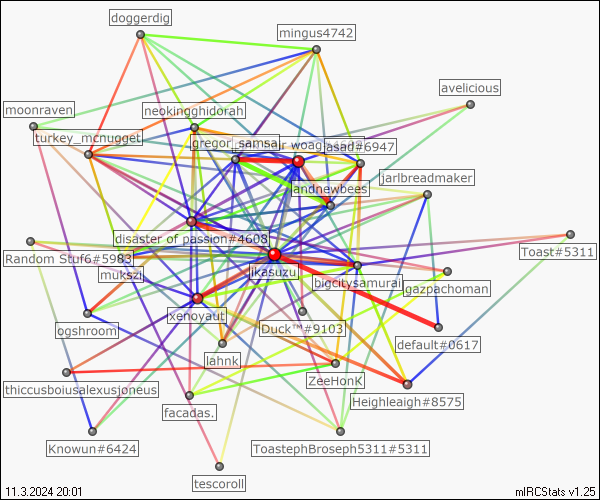 doggerdig
mingus4742
avelicious
moonraven
neokingghidorah
turkey_mcnugget
gregor_samsa
woag
asad#6947
jarlbreadmaker
landnewbees
disaster of passion#4608
Toast#5311
Random Stuf6#5983
mukszi
ikasuzu
bigcitysamurai
gazpachoman
xenoyaut
ogshroom
Duck™#9103
default#0617
lahnk
ZeeHonK
thiccusboiusalexusjoneus
Heighleaigh#8575
facadas.
Knowun#6424
ToastephBroseph5311#5311
tescoroll
11.3.2024 20:01
mIRCStats v1.25